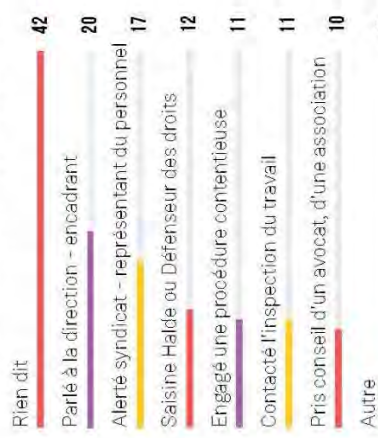 Rien dit
42
Parlé à la direction - encadrant
20
Alerté syndicat - représentant du personnel
17
Saisine Halde ou Défenseur des droits
12
Engagé une procédure contentieuse
11
Contacté l'inspection du travail
11
Pris conseil d'un avocat, d'une association
10
Autre